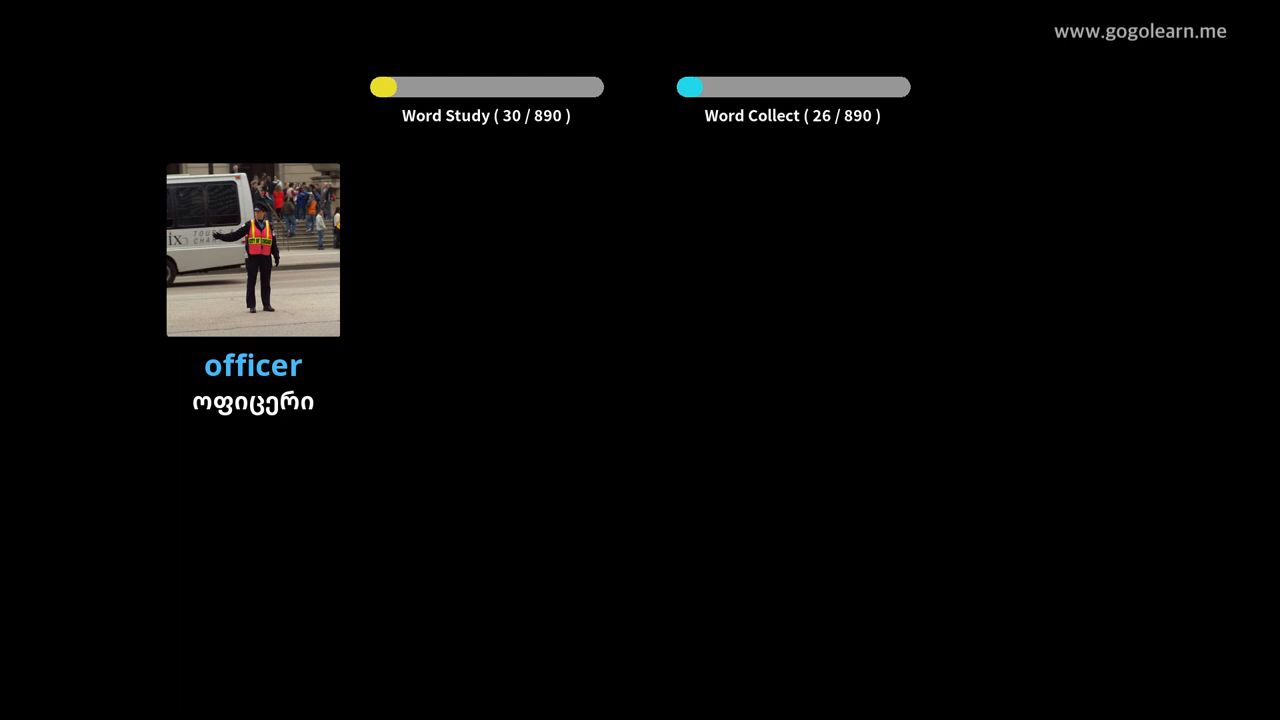 www.gogolearn.me
Word Study ( 30 / 890 )
Word Collect ( 26 / 890 )
officer
ოფიცერი